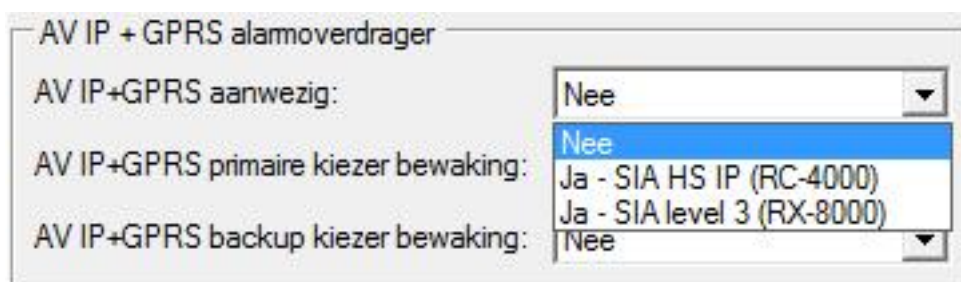 AV IP + GPRS alarmoverdrager
AV IP+GPRS aanwezig:
Nee
Nee
Ja - SIA HS IP (RC-4000)
Ja - SIA level 3 (RX-8000)
AV IP+GPRS primaire kiezer bewaking:
AV IP+GPRS backup kiezer bewaking:
Nee